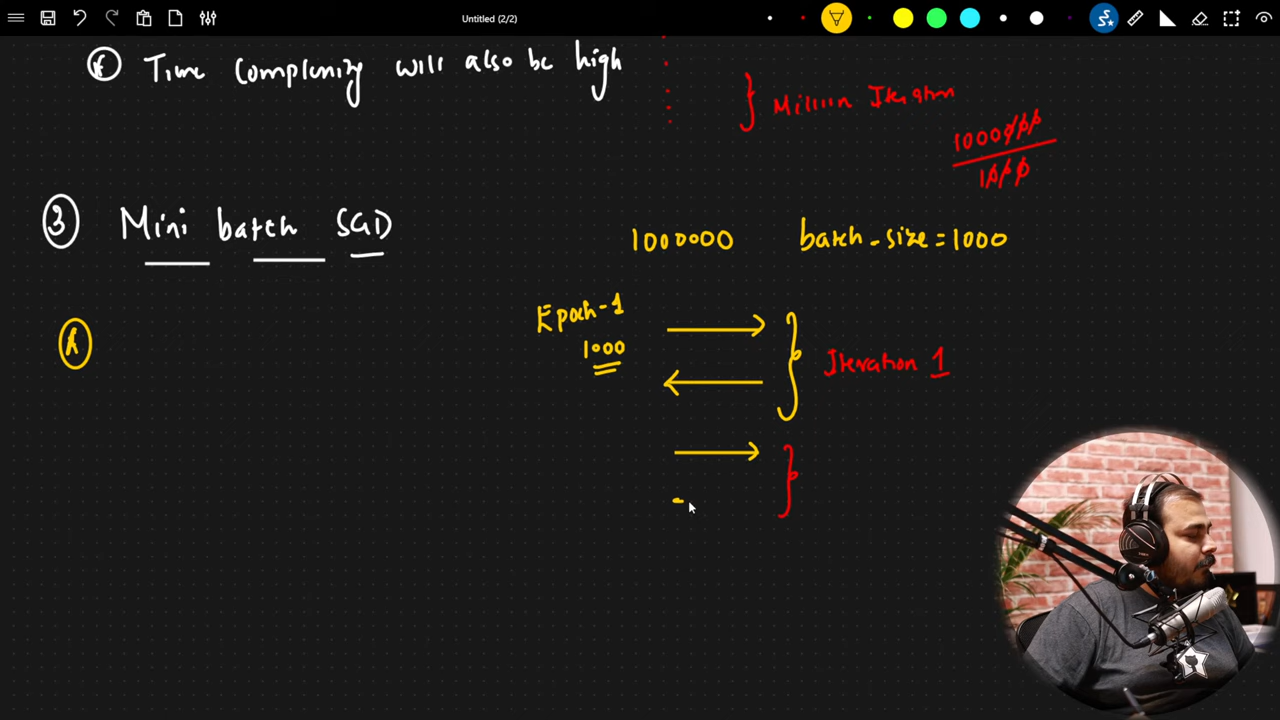 Untitled (2/2)
Time Complexity will also be high
Million Iteration
1000000
1000
3 Mini batch SGD
1000000 batch-size=1000
Epoch-1
1000
Iteration 1